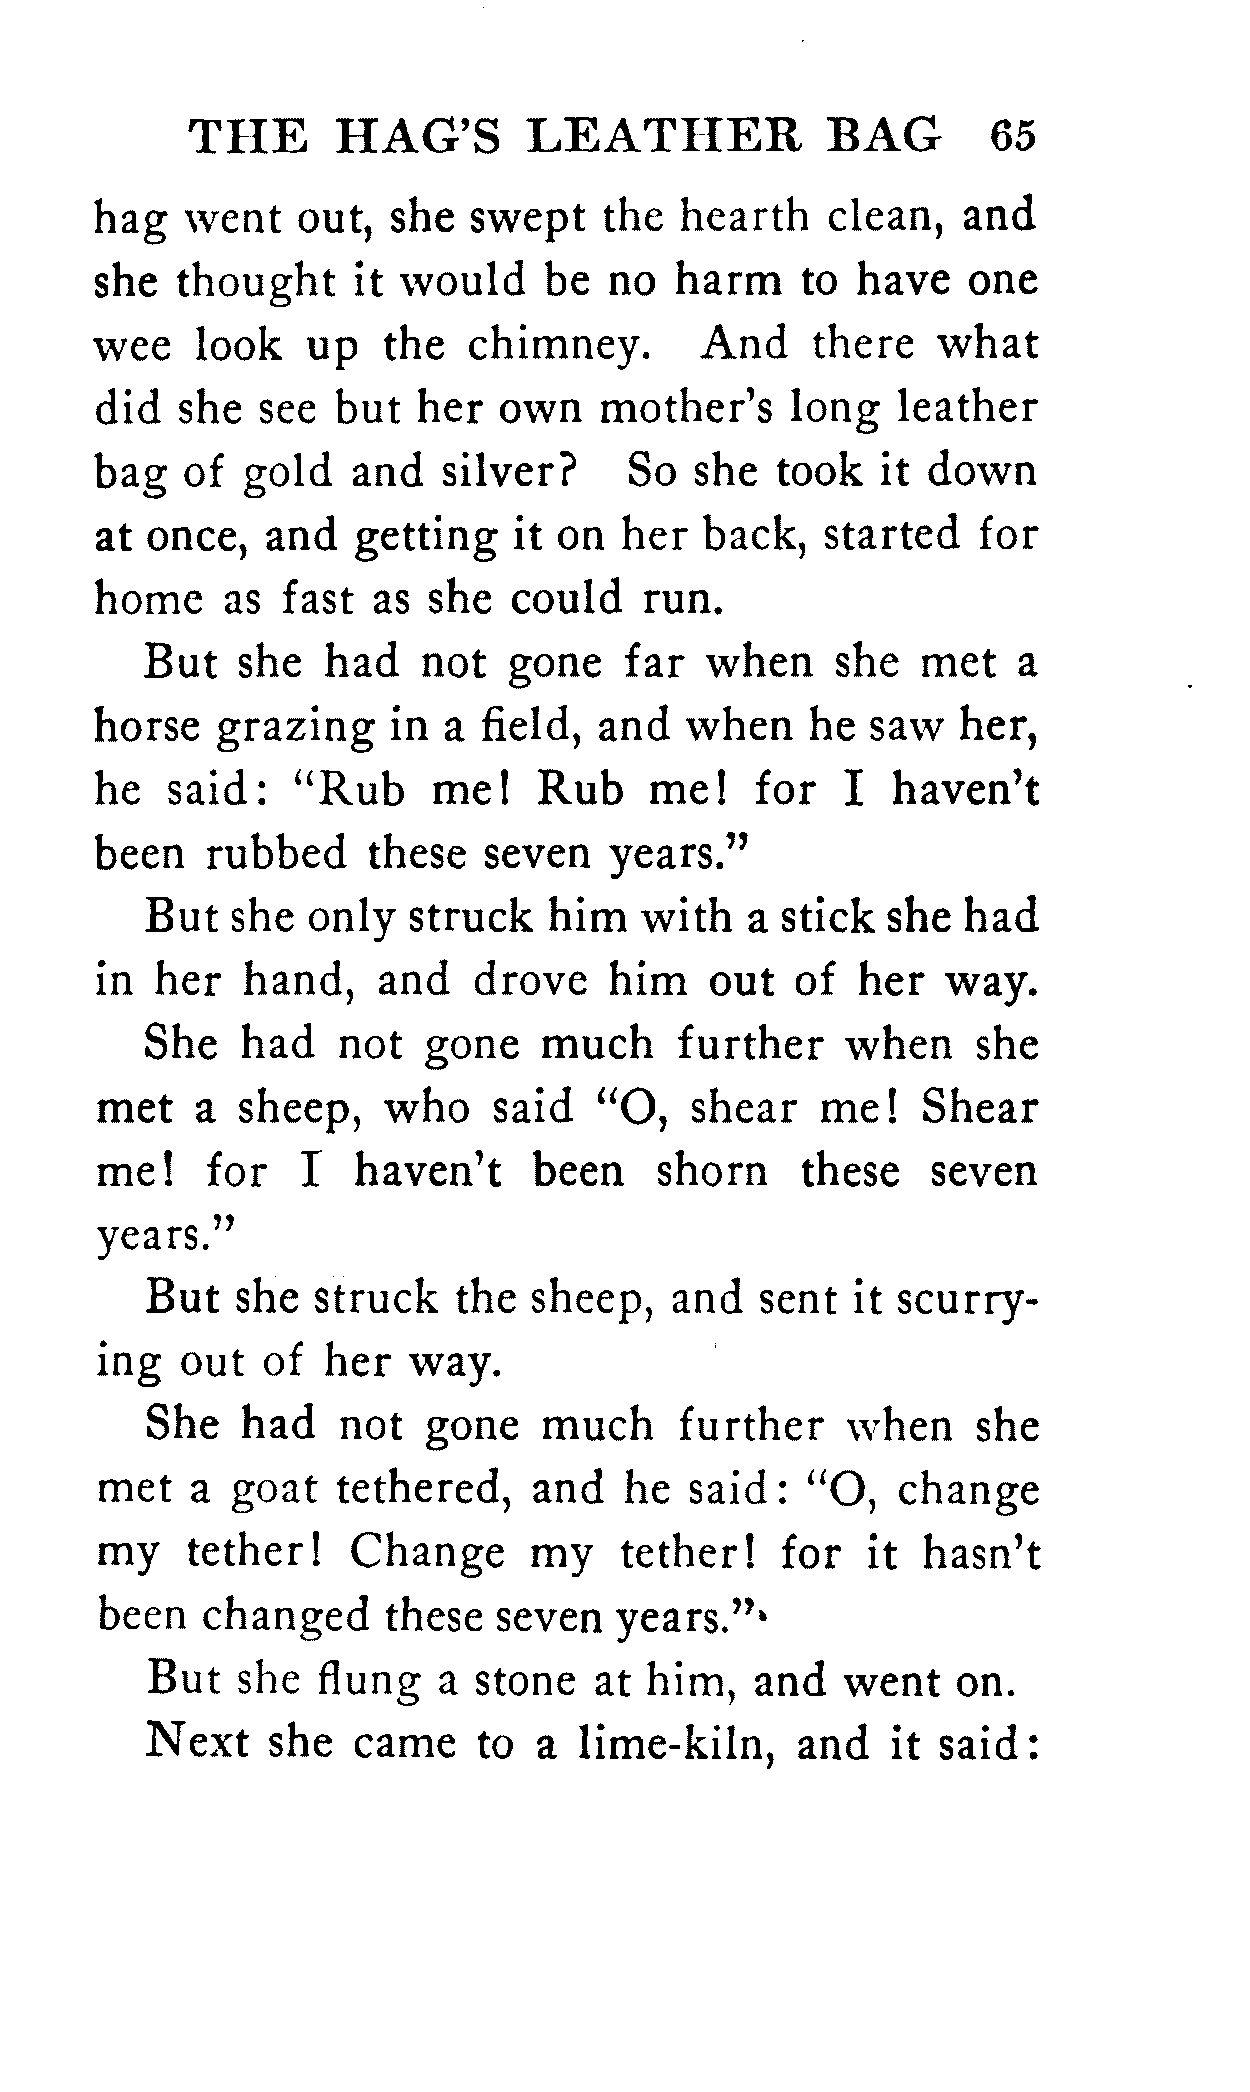 THE HAG'S LEATHER BAG 65
hag went out, she swept the hearth clean, and
she thought it would be no harm to have one
wee look up the chimney. And there what
did she see but her own mother's long leather
bag of gold and silver? So she took it down
at once, and getting it on her back, started for
home as fast as she could run.
But she had not gone far when she met a
horse grazing in a field, and when he saw her,
he said: "Rub me! Rub me! for I haven't
been rubbed these seven years."
But she only struck him with a stick she had
in her hand, and drove him out of her way.
She had not gone much further when she
met a sheep, who said "O, shear me! Shear
me! for I haven't been shorn these seven
years."
But she struck the sheep, and sent it scurry-
ing out of her way.
She had not gone much further when she
met a goat tethered, and he said: "O, change
my tether! Change my tether! for it hasn't
been changed these seven years."
But she flung a stone at him, and went on.
Next she came to a lime-kiln, and it said: